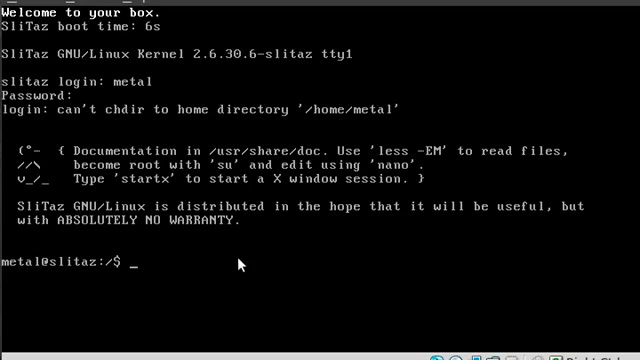 Welcome to your box.
SliTaz boot time: 6s
SliTaz GNU/Linux Kernel 2.6.30.6-slitaz tty1
slitaz login: metal
Password:
login: can't chdir to home directory '/home/metal'
(°-  { Documentation in /usr/share/doc. Use 'less -EM' to read files,
//\    become root with 'su' and edit using 'nano'.
v_/_   Type 'startx' to start a X window session. }
SliTaz GNU/Linux is distributed in the hope that it will be useful, but
with ABSOLUTELY NO WARRANTY.
metal@slitaz:/$ _